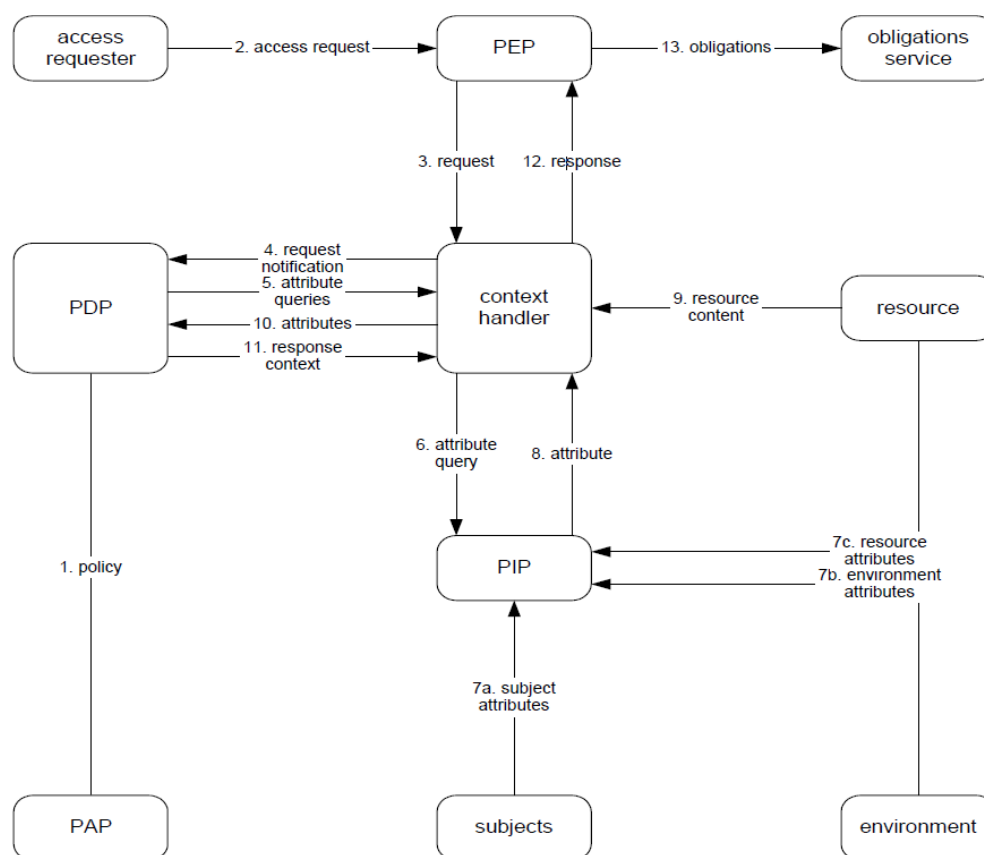 access
requester
2. access request
PEP
13. obligations
obligations
service
3. request
12. response
PDP
4. request
notification
5. attribute
queries
10. attributes
11. response
context
context
handler
9. resource
content
resource
6. attribute
query
8. attribute
1. policy
PIP
7c. resource
attributes
7b. environment
attributes
7a. subject
attributes
PAP
subjects
environment